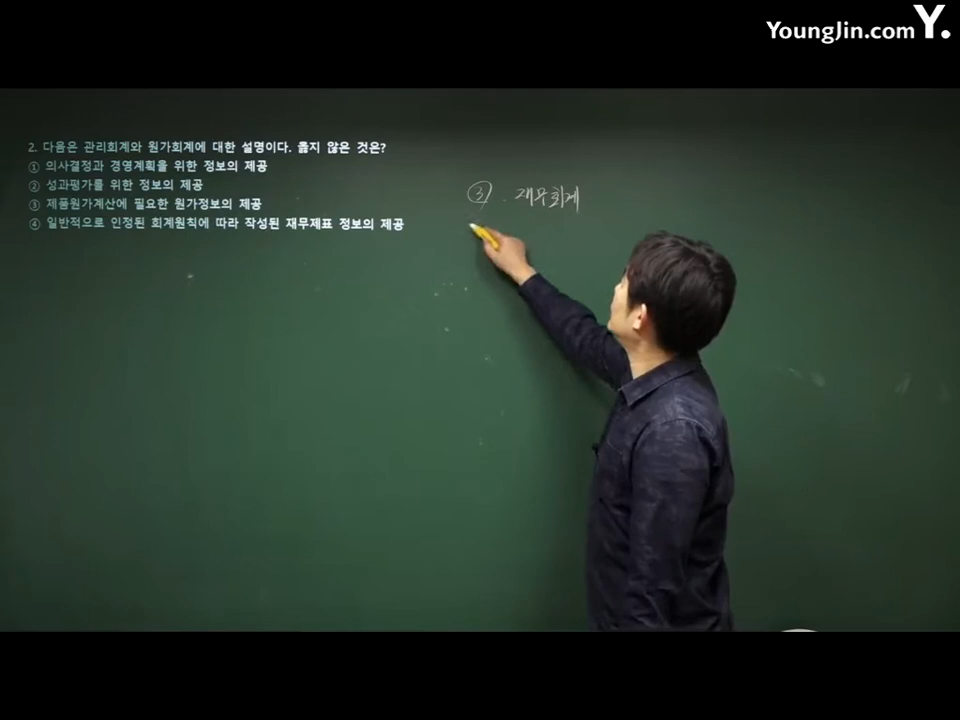 YoungJin.com Y.
2. 다음은 관리회계와 원가회계에 대한 설명이다. 옳지 않은 것은?
① 의사결정과 경영계획을 위한 정보의 제공
② 성과평가를 위한 정보의 제공
③ 제품원가계산에 필요한 원가정보의 제공
④ 일반적으로 인정된 회계원칙에 따라 작성된 재무제표 정보의 제공
③ . 재무회계